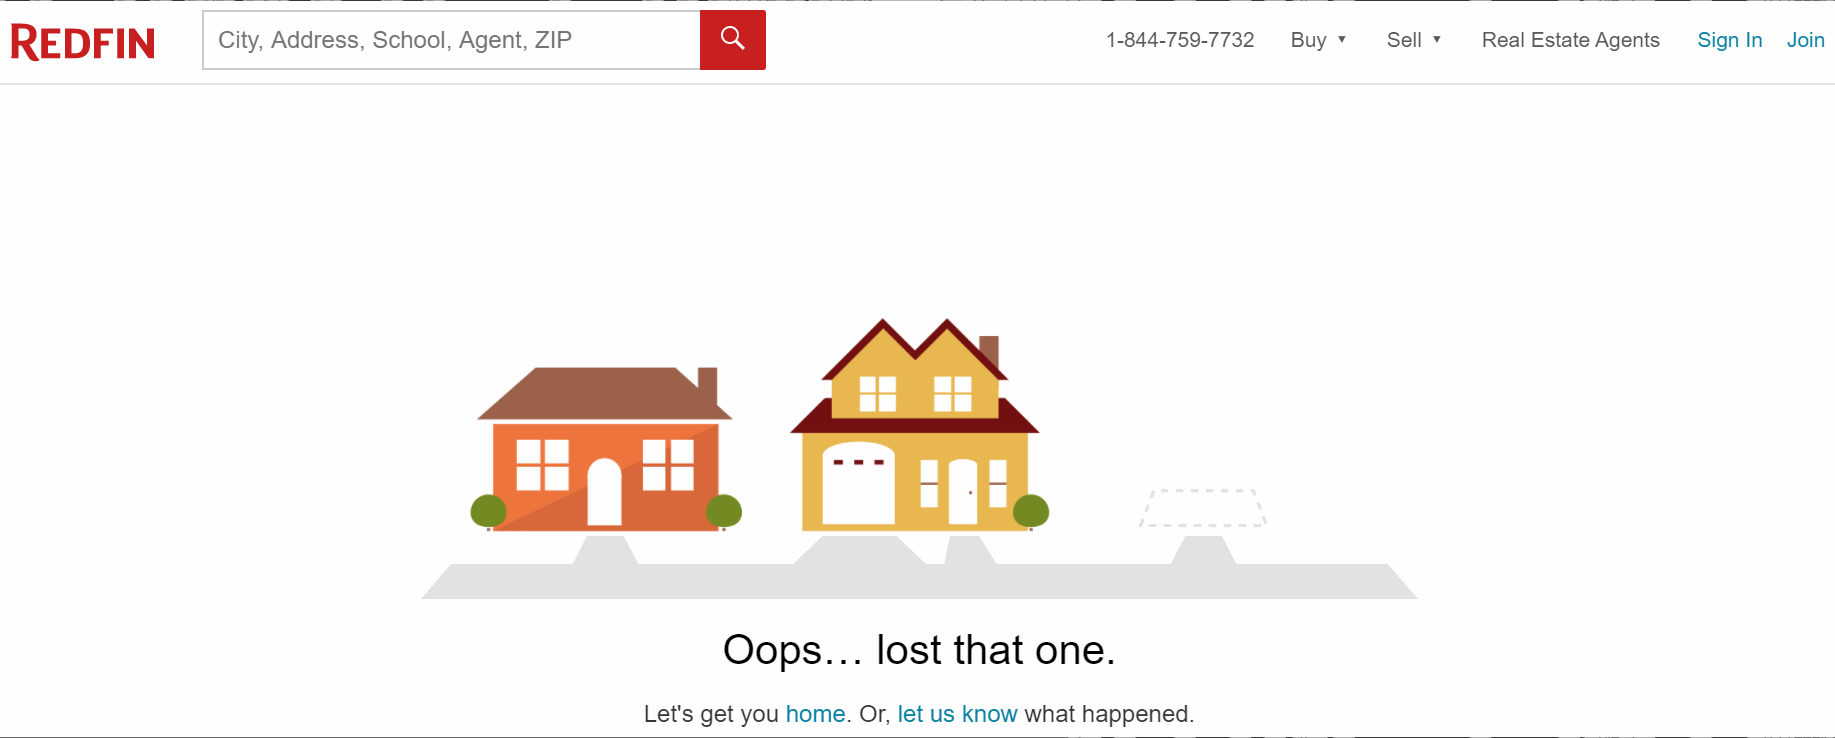 REDFIN
City, Address, School, Agent, ZIP
1-844-759-7732 Buy ▼ Sell ▼ Real Estate Agents Sign In Join
Oops… lost that one.
Let's get you home. Or, let us know what happened.